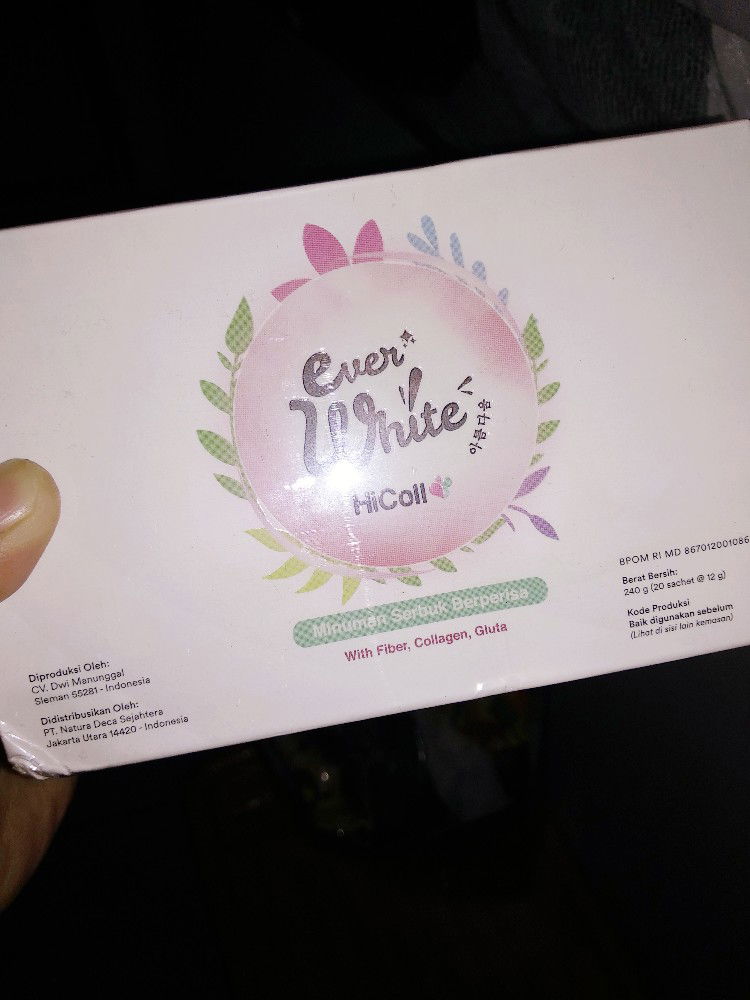 ever
White
아름다움
HiColl
Minuman Serbuk Berperisa
With Fiber, Collagen, Gluta
Diproduksi Oleh:
CV. Dwi Manunggal
Sleman 55281 - Indonesia
Didistribusikan Oleh:
PT. Natura Deca Sejahtera
Jakarta Utara 14420 - Indonesia
BPOM RI MD 867012001086
Berat Bersih:
240 g (20 sachet @ 12 g)
Kode Produksi
Baik digunakan sebelum
(Lihat di sisi lain kemasan)